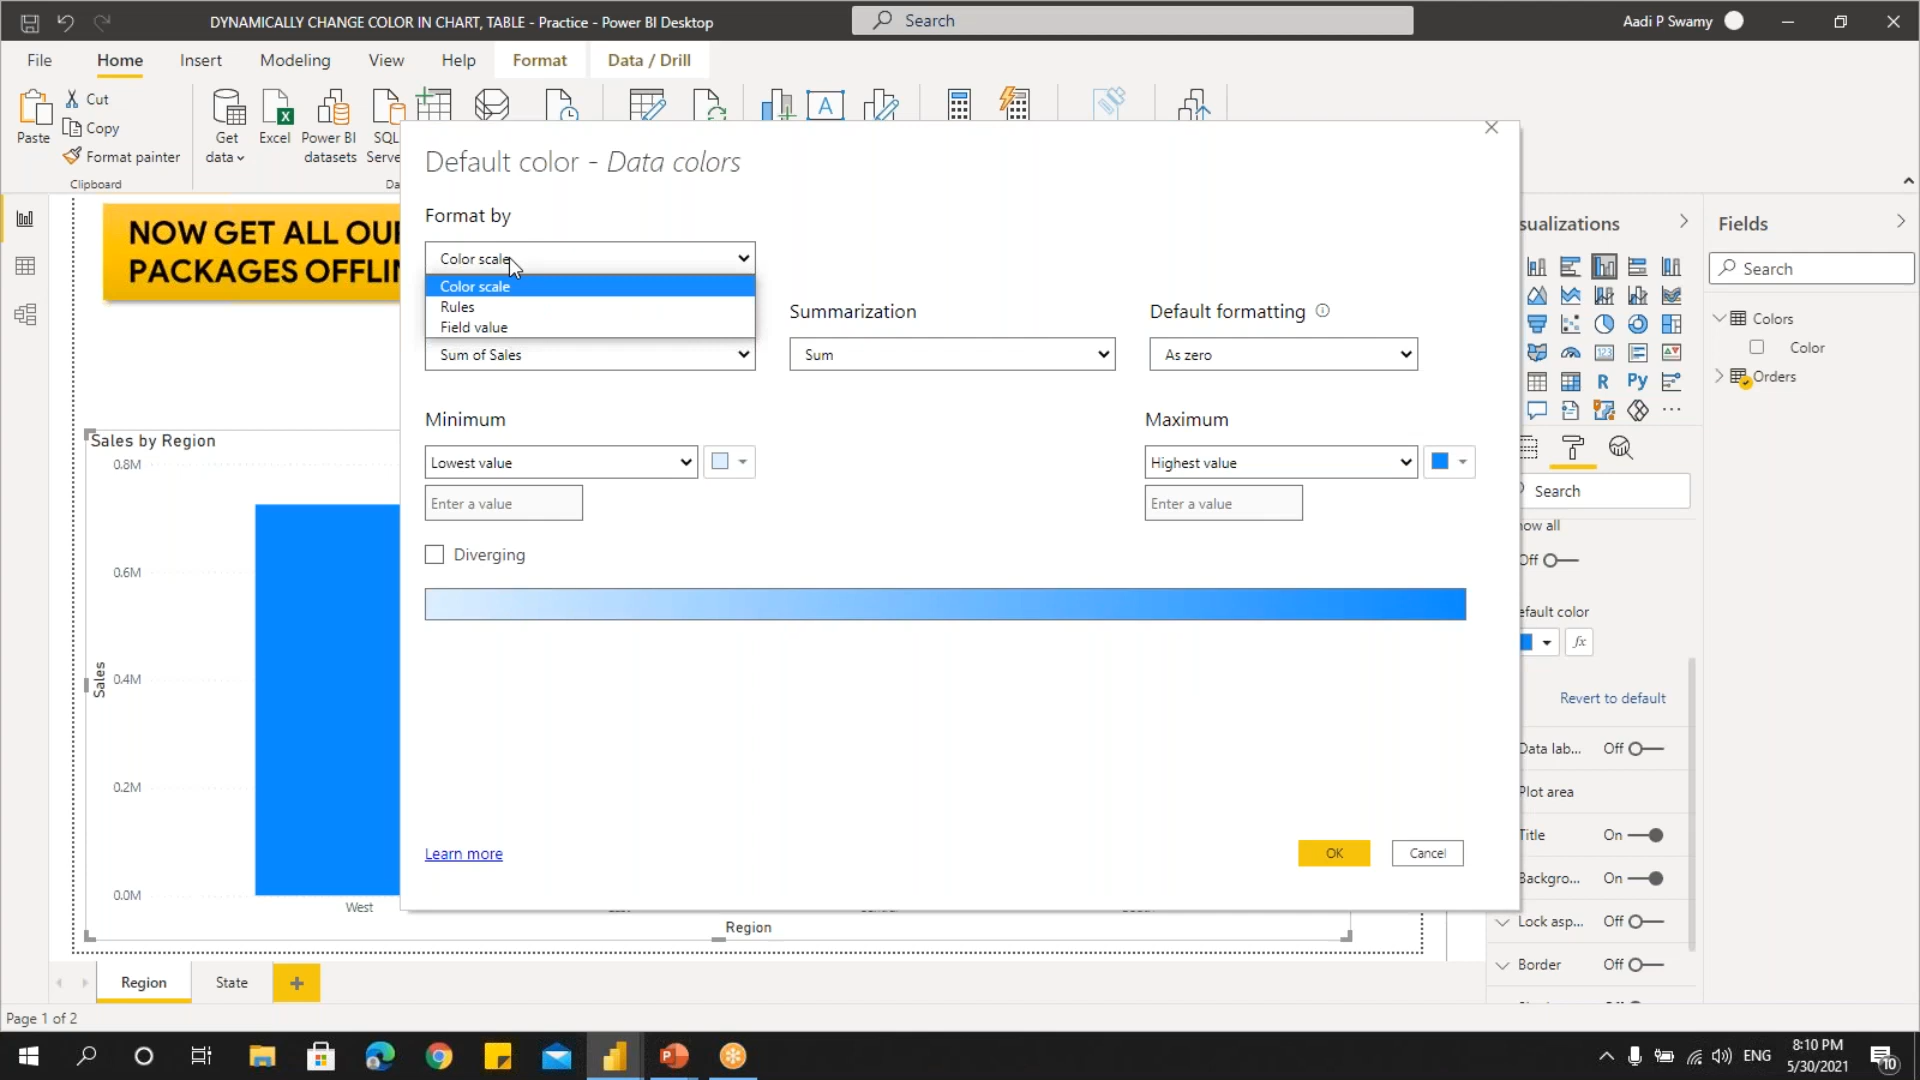 DYNAMICALLY CHANGE COLOR IN CHART, TABLE - Practice - Power BI Desktop
Search
Aadi P Swamy
File
Home
Insert
Modeling
View
Help
Format
Data / Drill
Paste
Cut
Copy
Format painter
Clipboard
Get
data
Excel
Power BI
datasets
SQL
Serve
Da
Default color - Data colors
Format by
Color scale
Color scale
Rules
Field value
Sum of Sales
Summarization
Sum
Default formatting
As zero
Minimum
Lowest value
Enter a value
Maximum
Highest value
Enter a value
Diverging
Learn more
OK
Cancel
NOW GET ALL OU
PACKAGES OFFLI
Sales by Region
0.8M
0.6M
0.4M
0.2M
0.0M
Sales
West
Region
sualizations
R
Py
Search
how all
Off
efault color
fx
Revert to default
Data lab...
Off
Plot area
Title
On
Backgro...
On
Lock asp...
Off
Border
Off
Fields
Search
Colors
Color
Orders
Region
State
Page 1 of 2
ENG
8:10 PM
5/30/2021
10